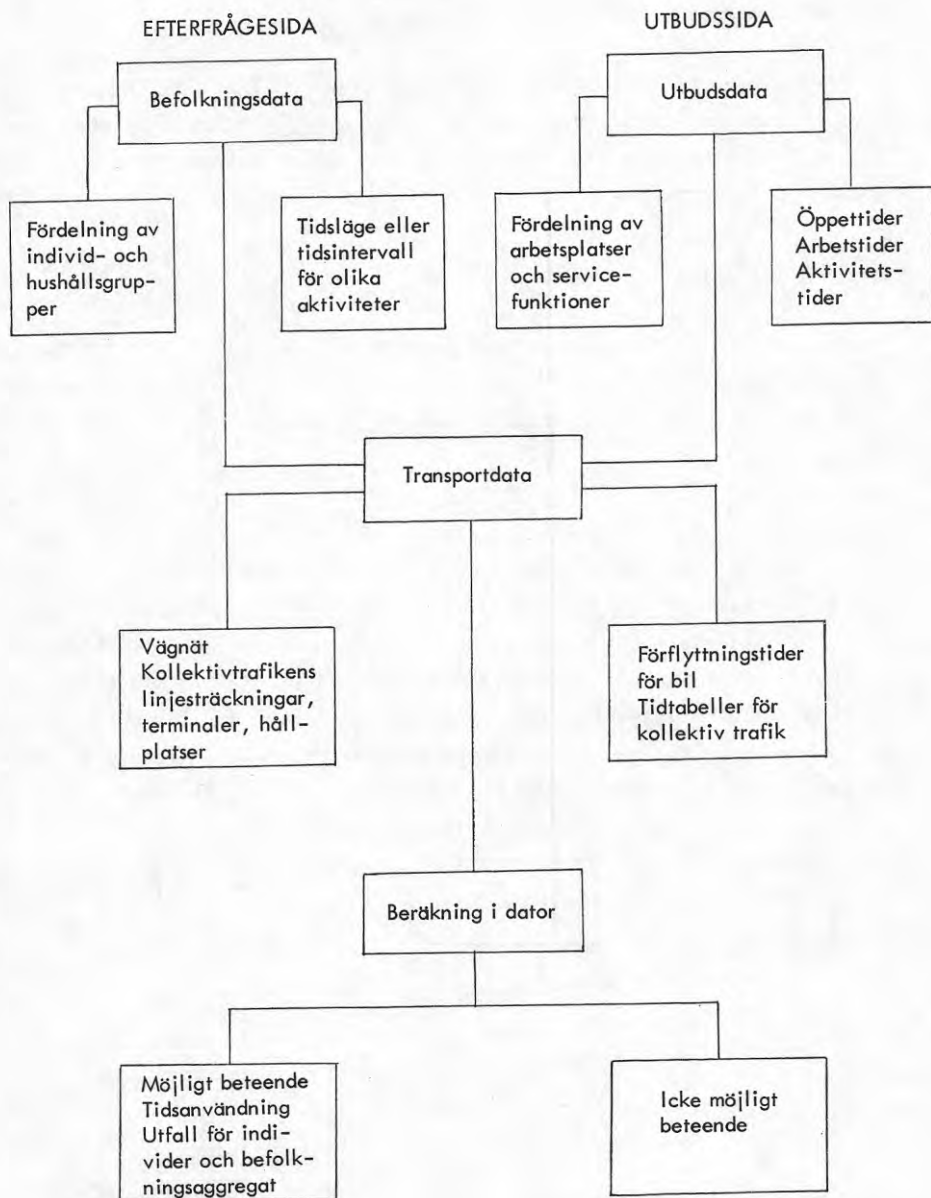 EFTERFRÅGESIDA
UTBUDSSIDA
Befolkningsdata
Utbudsdata
Fördelning av
individ- och
hushållsgrup-
per
Tidsläge eller
tidsintervall
för olika
aktiviteter
Fördelning av
arbetsplatser
och service-
funktioner
Öppettider
Arbetstider
Aktivitets-
tider
Transportdata
Vägnät
Kollektivtrafikens
linjesträckningar,
terminaler, håll-
platser
Förflyttningstider
för bil
Tidtabeller för
kollektiv trafik
Beräkning i dator
Möjligt beteende
Tidsanvändning
Utfall för indi-
vider och befolk-
ningsaggregat
Icke möjligt
beteende